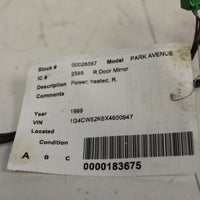 Stock # 00026357 Model PARK AVENUE
IC # 2585 R Door Mirror
Description Power; heated, R.
Comments
Year 1999
VIN 1G4CW52K6X4600947
Located
Condition
A B C
0000183675